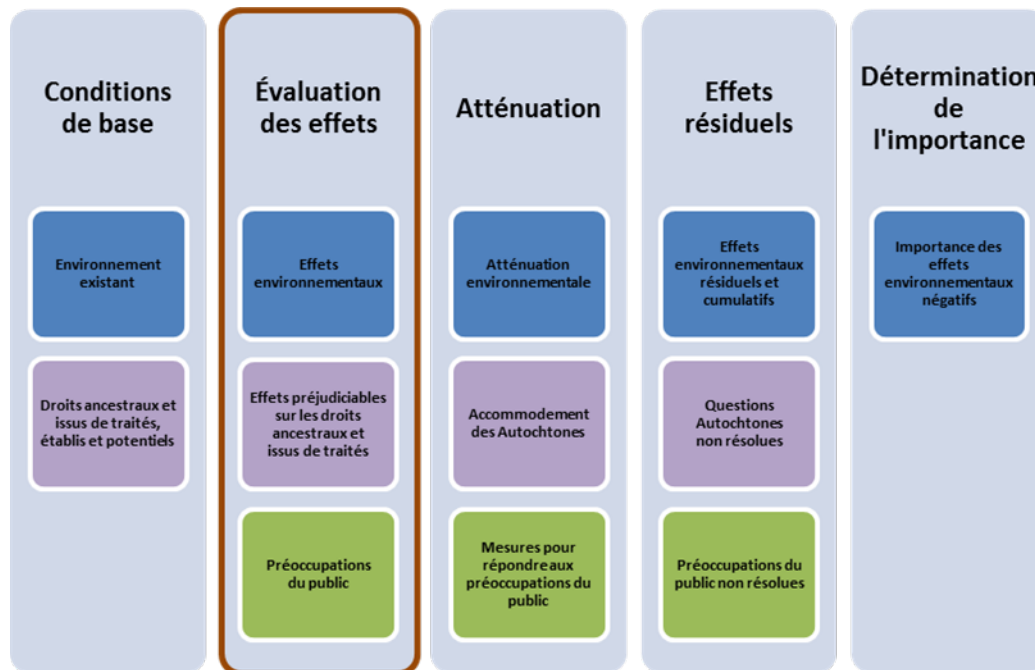 Conditions
de base
Environnement
existant
Droits ancestraux et
issus de traités,
établis et potentiels
Évaluation
des effets
Effets
environnementaux
Effets préjudiciables
sur les droits
ancestraux et
issus de traités
Préoccupations
du public
Atténuation
Atténuation
environnementale
Accommodement
des Autochtones
Mesures pour
répondre aux
préoccupations du
public
Effets
résiduels
Effets
environnementaux
résiduels et
cumulatifs
Questions
Autochtones
non résolues
Préoccupations du
public non résolues
Détermination
de
l'importance
Importance des
effets
environnementaux
négatifs